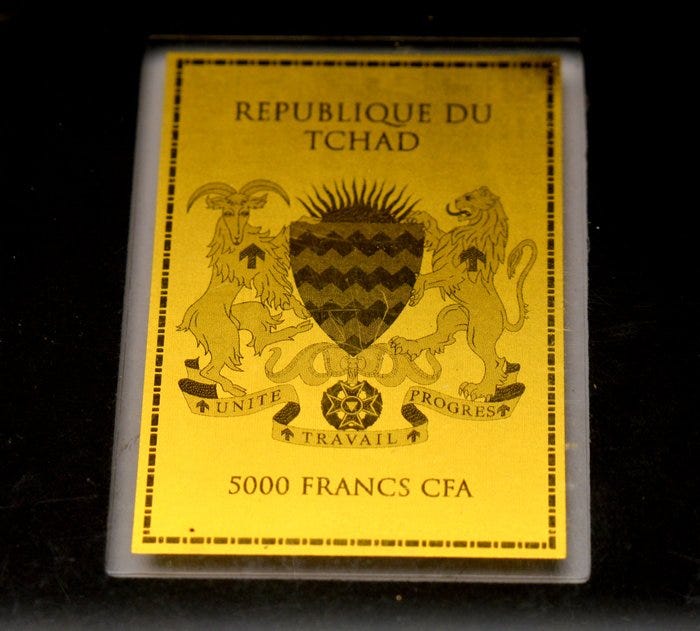 REPUBLIQUE DU
TCHAD
UNITE
TRAVAIL
PROGRES
5000 FRANCS CFA